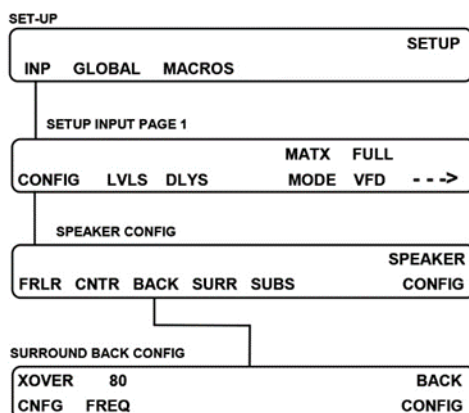 SET-UP
SETUP
INP GLOBAL MACROS
SETUP INPUT PAGE 1
MATX FULL
CONFIG LVLS DLYS MODE VFD - - ->
SPEAKER CONFIG
SPEAKER
FRLR CNTR BACK SURR SUBS CONFIG
SURROUND BACK CONFIG
XOVER 80 BACK
CNFG FREQ CONFIG